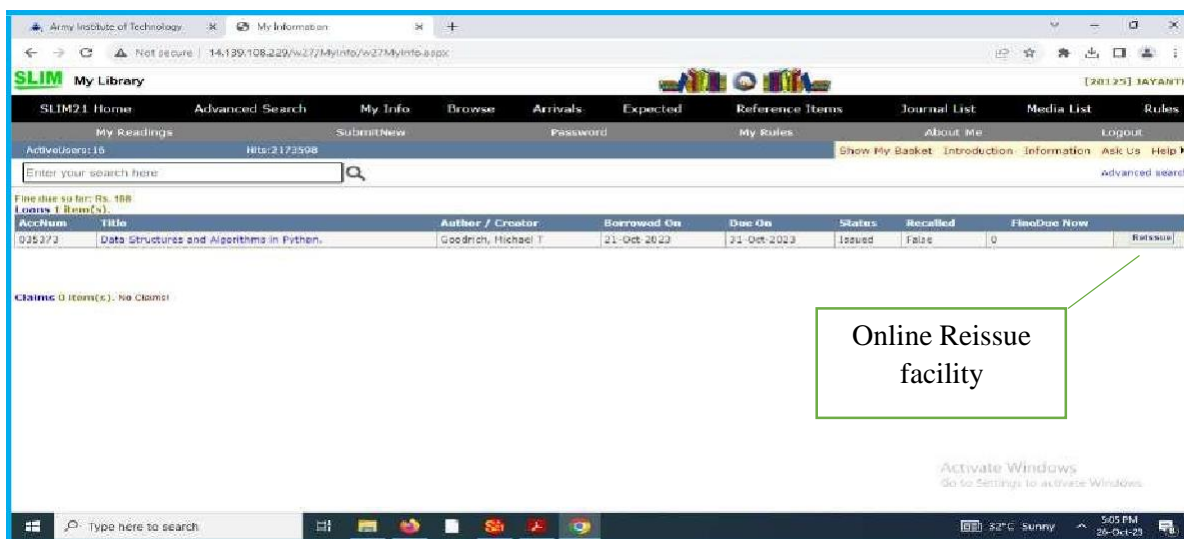 Army Institute of Technology
My Information
Not secure | 14.139.108.229/w27/MyInfo/w27MyInfo.aspx
SLIM My Library
[20125] JAYANTI
SLIM21 Home Advanced Search My Info Browse Arrivals Expected Reference Items Journal List Media List Rules
My Readings SubmitNew Password My Rules About Me Logout
ActiveUsers:16 Hits:2173598 Show My Basket Introduction Information Ask Us Help
Enter your search here
Advanced search
Fine due so far: Rs.
Loans 1 Item(s).
AccNum Title Author / Creator Borrowed On Due On Status Recalled FineDue Now
035373 Data Structures and Algorithms in Python. Goodrich, Michael T 21-Oct-2023 31-Oct-2023 Issued False 0 Reissue
Claims 0 Item(s). No Claims!
Online Reissue
facility
Activate Windows
Go to Settings to activate Windows.
Type here to search
32°C Sunny
5:05 PM
26-Oct-23